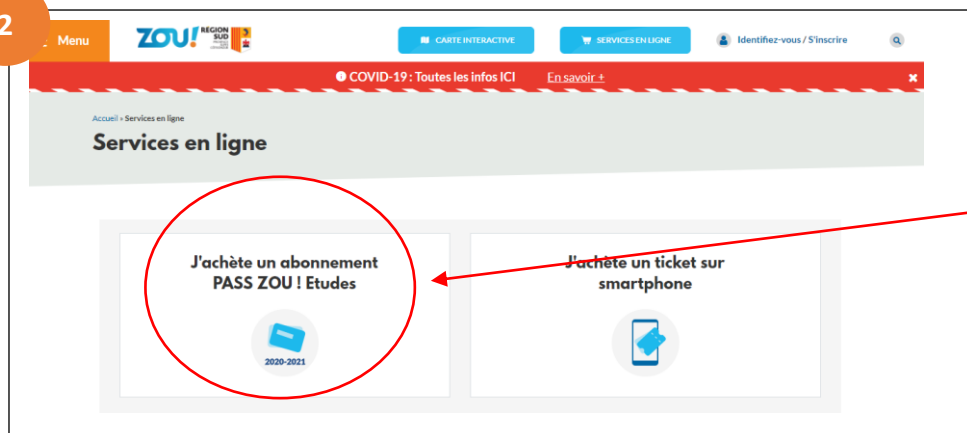 2
Menu
ZOU! RÉGION SUD
CARTE INTERACTIVE
SERVICES EN LIGNE
Identifiez-vous / S'inscrire
COVID-19 : Toutes les infos ICI En savoir +
Accueil » Services en ligne
Services en ligne
J'achète un abonnement
PASS ZOU ! Etudes
2020-2021
J'achète un ticket sur
smartphone